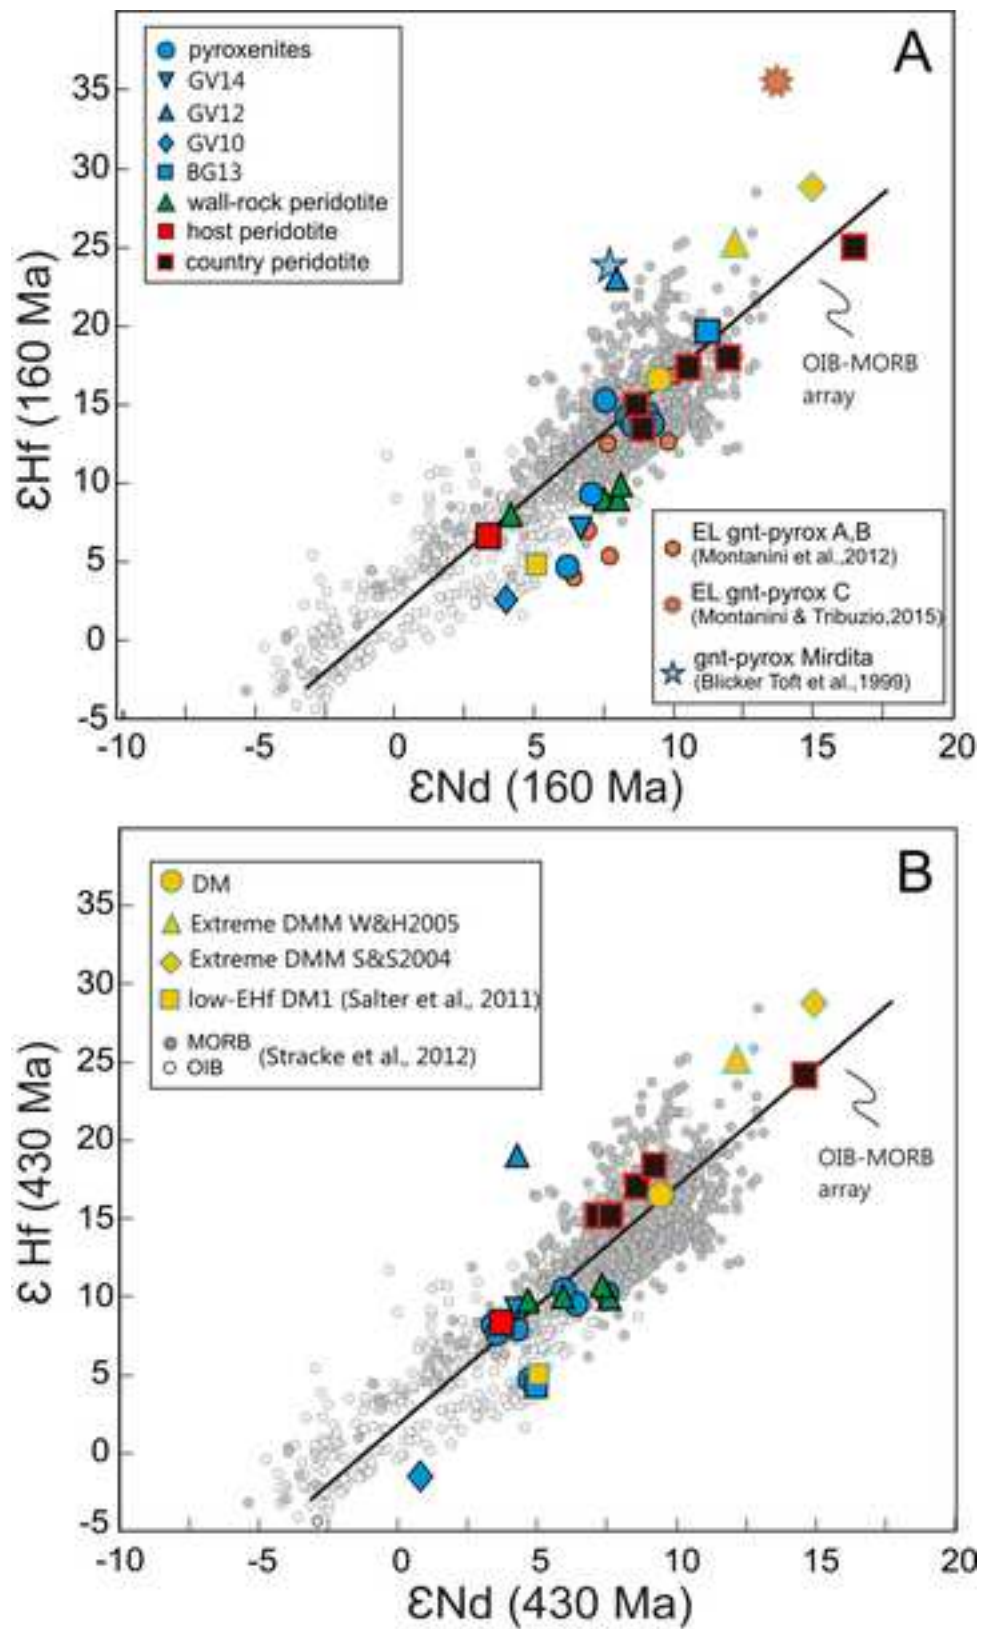 A
pyroxenites
GV14
GV12
GV10
BG13
wall-rock peridotite
host peridotite
country peridotite
35
30
25
20
15
10
5
0
-5
εHf (160 Ma)
OIB-MORB
array
EL gnt-pyrox A,B
(Montanini et al.,2012)
EL gnt-pyrox C
(Montanini & Tribuzio,2015)
gnt-pyrox Mirdita
(Blicker Toft et al.,1999)
-10 -5 0 5 10 15 20
εNd (160 Ma)
B
DM
Extreme DMM W&H2005
Extreme DMM S&S2004
low-EHf DM1 (Salter et al., 2011)
MORB
OIB
(Stracke et al., 2012)
35
30
25
20
15
10
5
0
-5
ε Hf (430 Ma)
OIB-MORB
array
-10 -5 0 5 10 15 20
εNd (430 Ma)